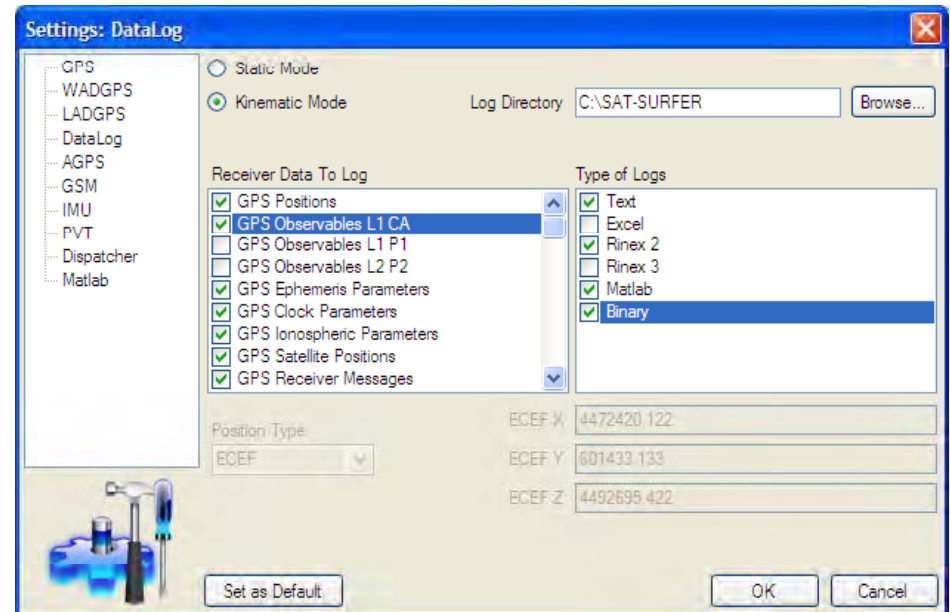 Settings: DataLog
GPS
WADGPS
LADGPS
DataLog
AGPS
GSM
IMU
PVT
Dispatcher
Matlab
Static Mode
Kinematic Mode
Log Directory
C:\SAT-SURFER
Browse...
Receiver Data To Log
GPS Positions
GPS Observables L1 CA
GPS Observables L1 P1
GPS Observables L2 P2
GPS Ephemeris Parameters
GPS Clock Parameters
GPS Ionospheric Parameters
GPS Satellite Positions
GPS Receiver Messages
Type of Logs
Text
Excel
Rinex 2
Rinex 3
Matlab
Binary
Position Type
ECEF
ECEF X
4472420.122
ECEF Y
601433.133
ECEF Z
4492695.422
Set as Default
OK
Cancel